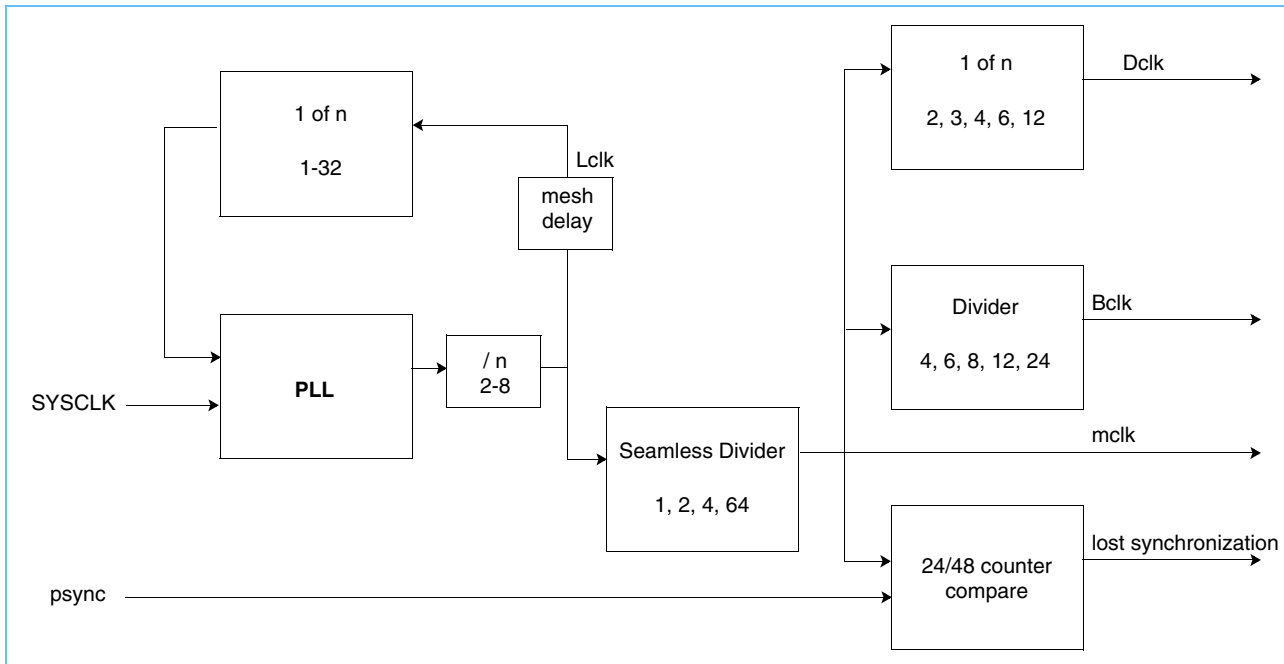 1 of n
1-32
Lclk
mesh
delay
SYSCLK
PLL
/ n
2-8
Seamless Divider
1, 2, 4, 64
psync
1 of n
2, 3, 4, 6, 12
Dclk
Divider
4, 6, 8, 12, 24
Bclk
mclk
24/48 counter
compare
lost synchronization